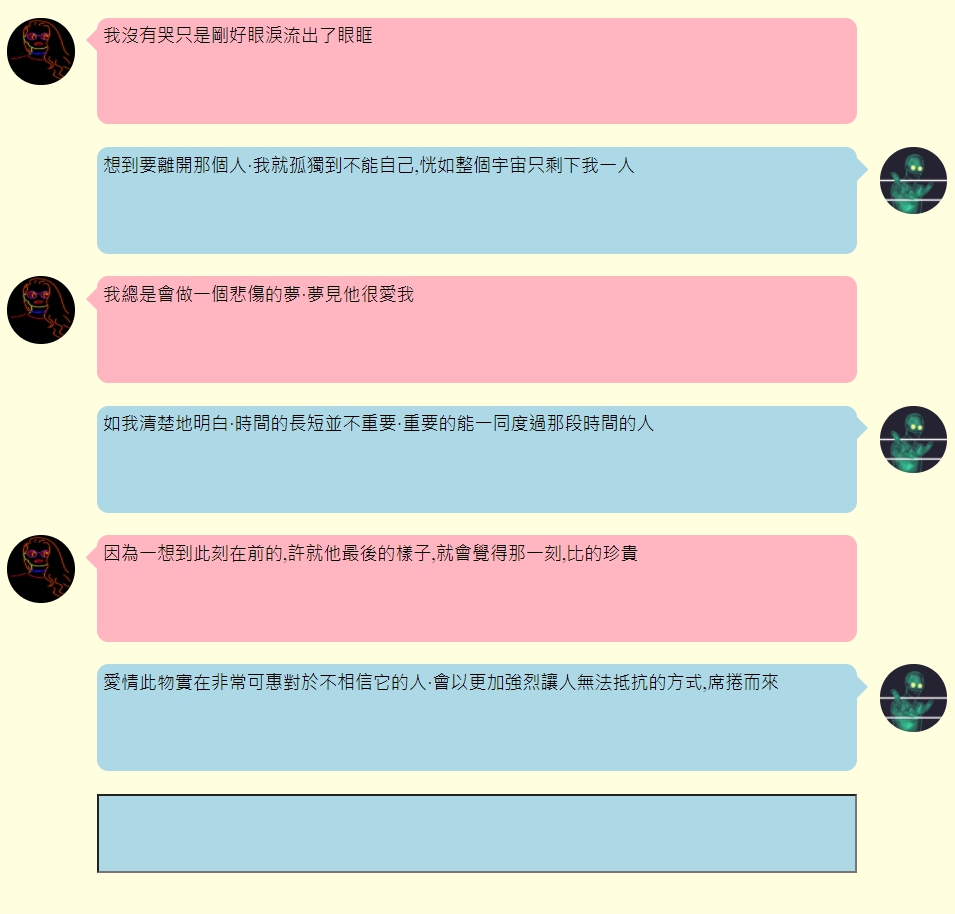 我沒有哭只是剛好眼淚流出了眼眶
想到要離開那個人·我就孤獨到不能自己,恍如整個宇宙只剩下我一人
我總是會做一個悲傷的夢·夢見他很愛我
如我清楚地明白·時間的長短並不重要·重要的能一同度過那段時間的人
因為一想到此刻在前的,許就他最後的樣子,就會覺得那一刻,比的珍貴
愛情此物實在非常可惠對於不相信它的人·會以更加強烈讓人無法抵抗的方式,席捲而來